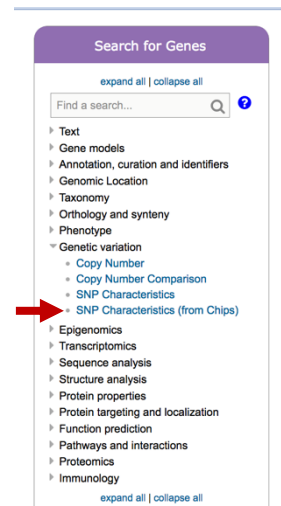 Search for Genes
expand all | collapse all
Find a search...
?
Text
Gene models
Annotation, curation and identifiers
Genomic Location
Taxonomy
Orthology and synteny
Phenotype
Genetic variation
Copy Number
Copy Number Comparison
SNP Characteristics
SNP Characteristics (from Chips)
Epigenomics
Transcriptomics
Sequence analysis
Structure analysis
Protein properties
Protein targeting and localization
Function prediction
Pathways and interactions
Proteomics
Immunology
expand all | collapse all